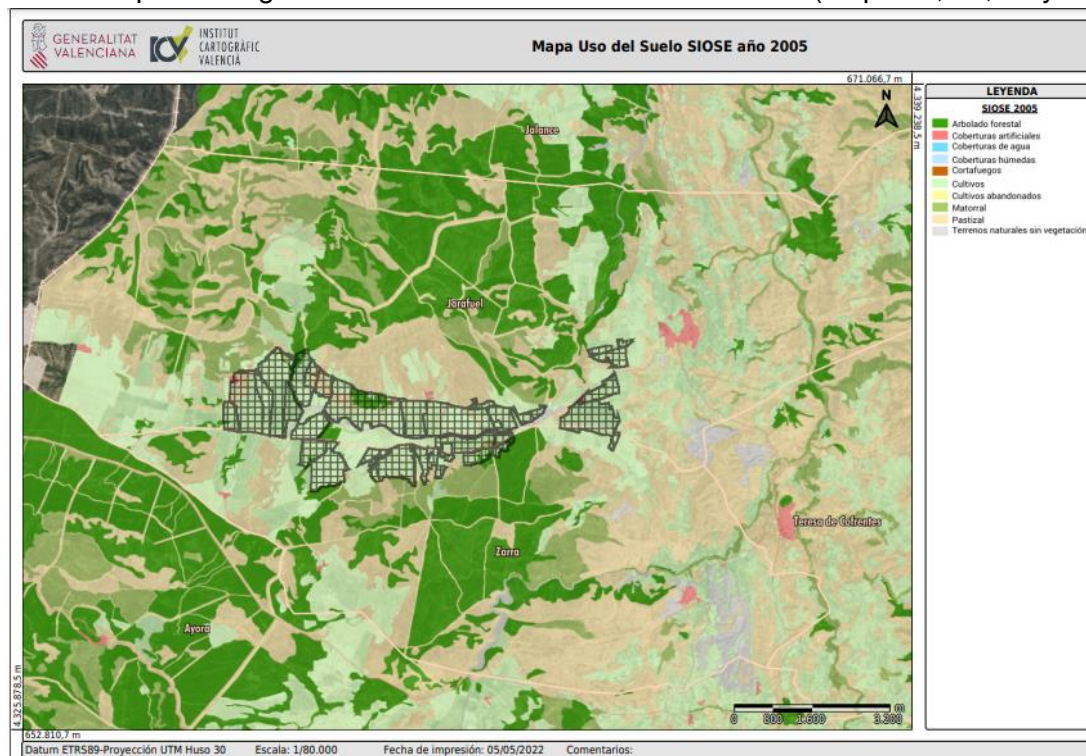 GENERALITAT
VALENCIANA
INSTITUT
CARTOGRÀFIC
VALENCIÀ
Mapa Uso del Suelo SIOSE año 2005
671.066,7 m
4.339.238,5 m
N
LEYENDA
SIOSE 2005
Arbolado forestal
Coberturas artificiales
Coberturas de agua
Coberturas húmedas
Cortafuegos
Cultivos
Cultivos abandonados
Matorral
Pastizal
Terrenos naturales sin vegetación
Jalance
Jarafuel
Teresa de Cofrentes
Zarra
Ayora
m
0 800 1.600 3.200
4.325.878,5 m
652.810,7 m
Datum ETRS89-Proyección UTM Huso 30 Escala: 1/80.000 Fecha de impresión: 05/05/2022 Comentarios: